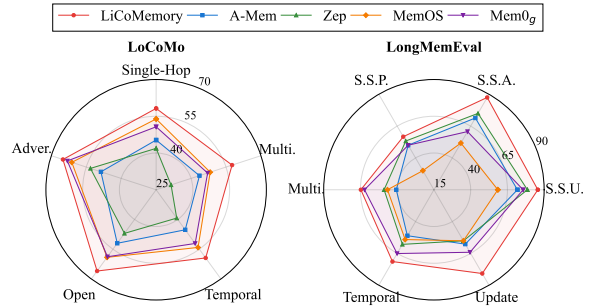 LiCoMemory A-Mem Zep MemOS Mem0g
LoCoMo LongMemEval
Single-Hop
70
55
40
25
Multi.
Adver.
Open
Temporal
S.S.P.
S.S.A.
90
65
40
15
S.S.U.
Multi.
Temporal
Update